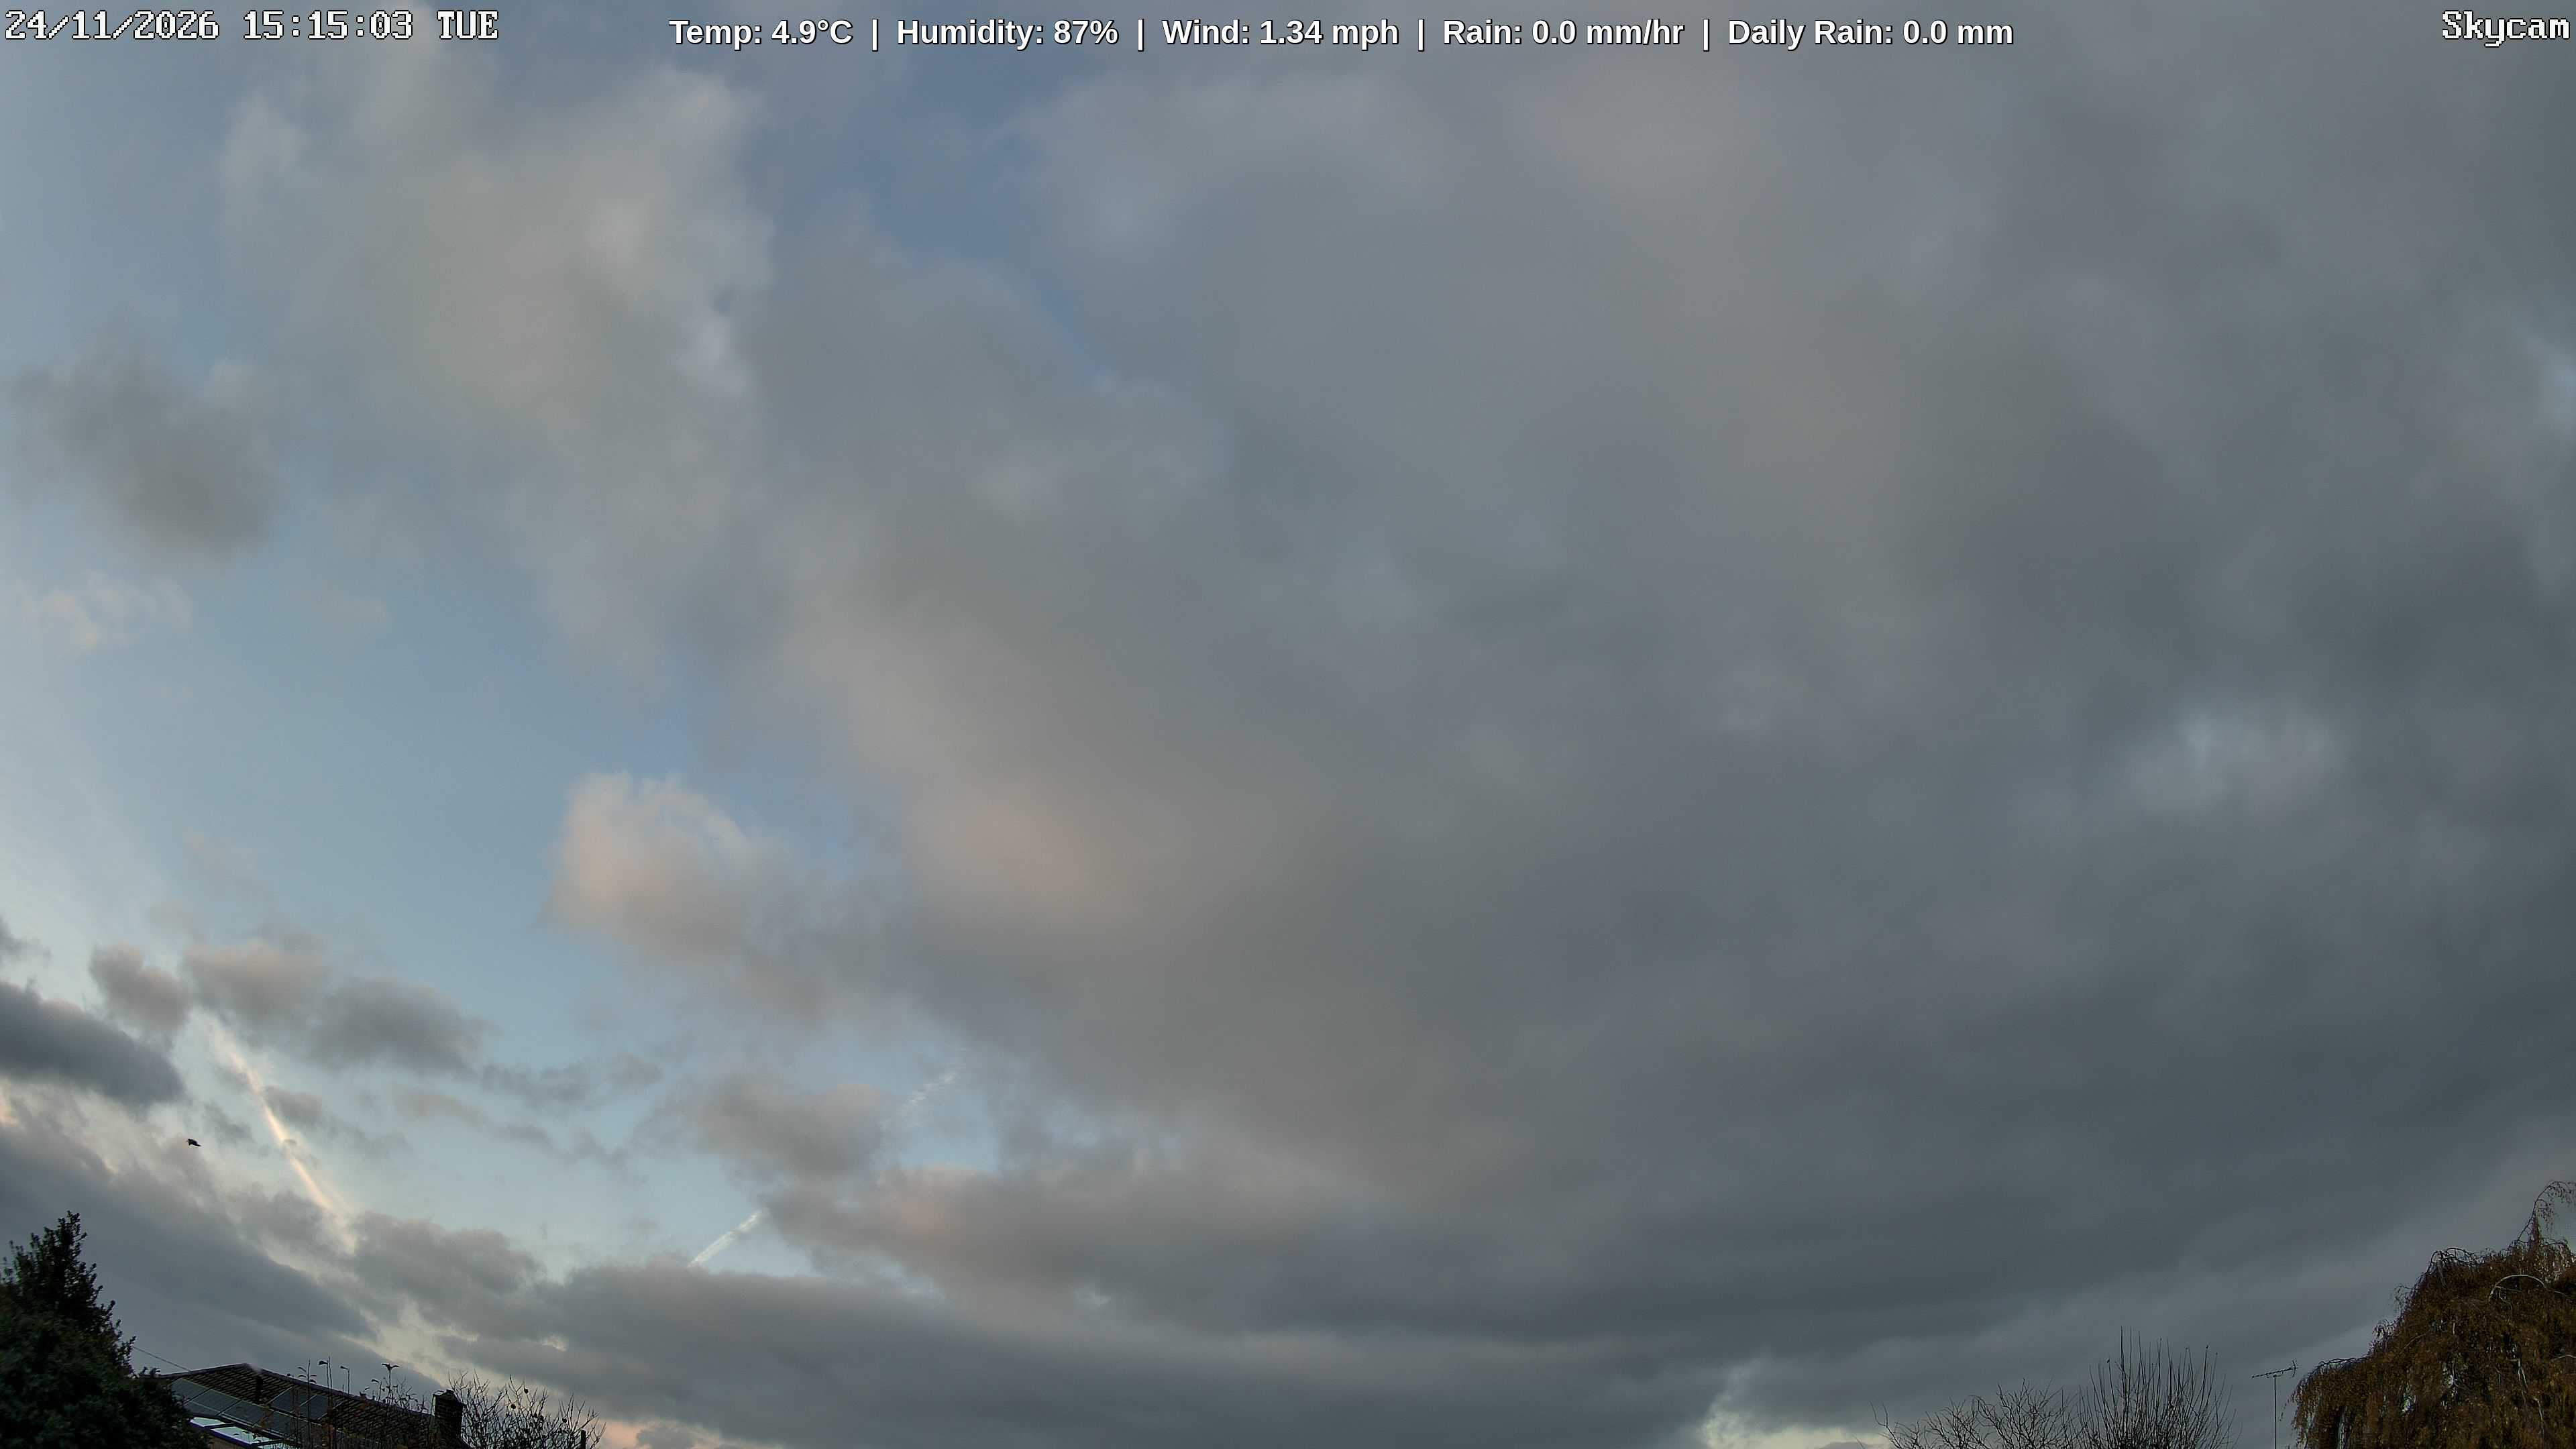 24/11/2026 15:15:03 TUE
Temp: 4.9°C | Humidity: 87% | Wind: 1.34 mph | Rain: 0.0 mm/hr | Daily Rain: 0.0 mm
Skycam